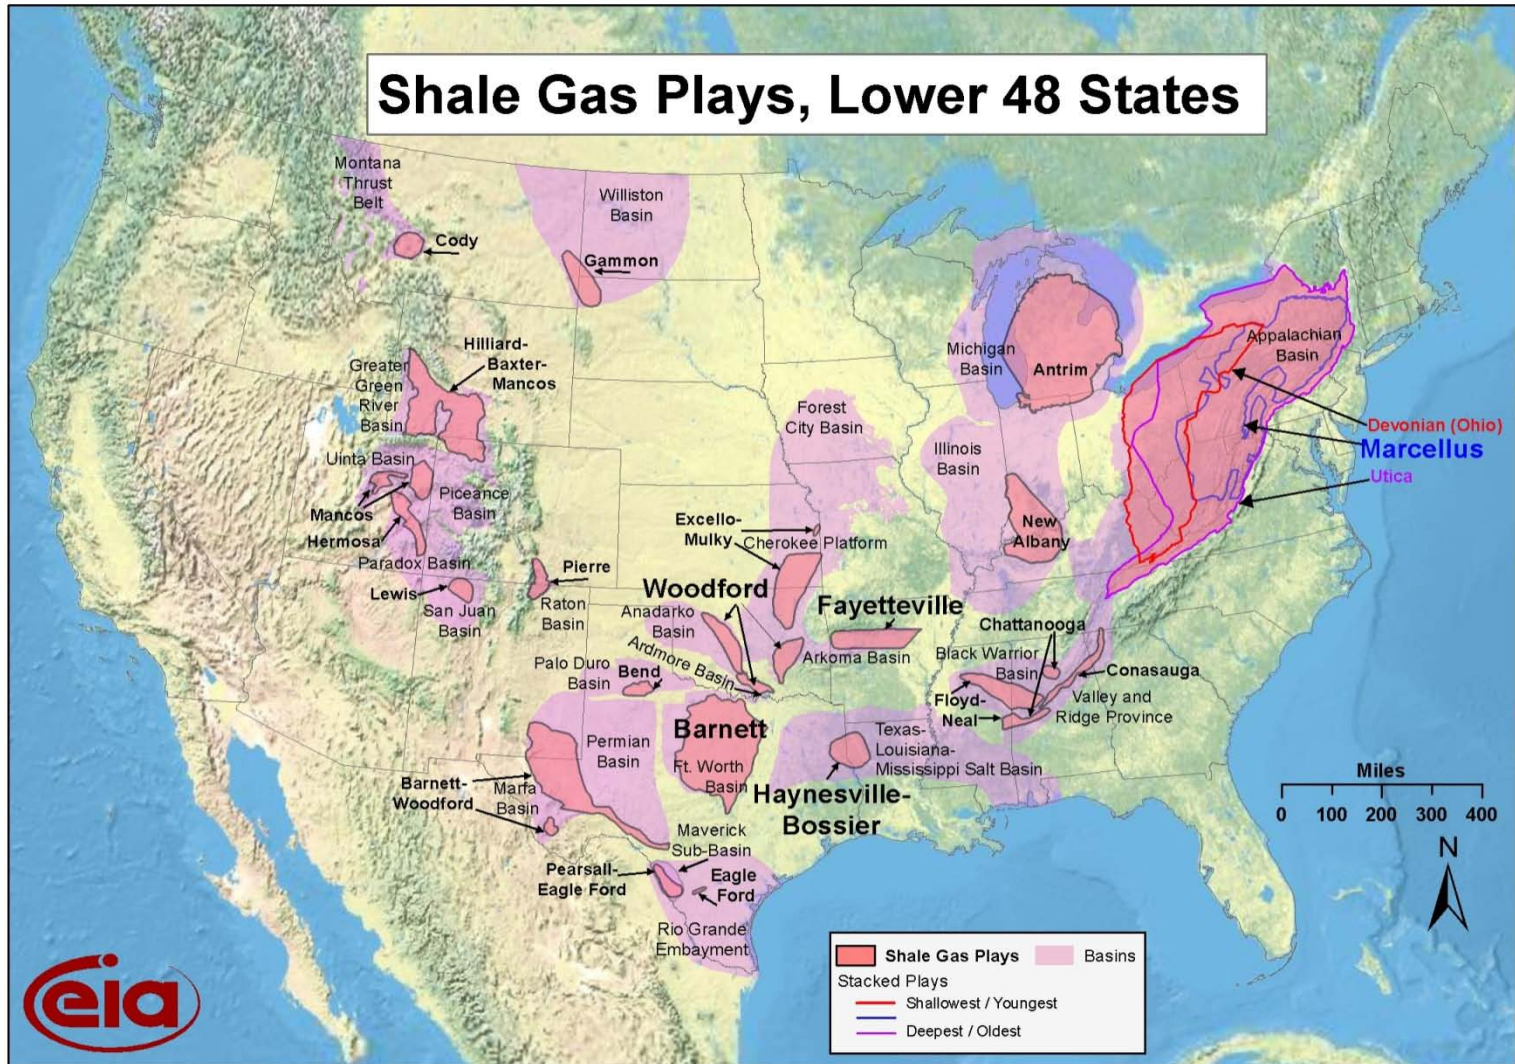 Shale Gas Plays, Lower 48 States
Montana
Thrust
Belt
Cody
Williston
Basin
Gammon
Hilliard-
Baxter-
Mancos
Greater
Green
River
Basin
Uinta Basin
Piceance
Basin
Mancos
Hermosa
Paradox Basin
Lewis
San Juan
Basin
Pierre
Raton
Basin
Michigan
Basin
Antrim
Appalachian
Basin
Devonian (Ohio)
Marcellus
Utica
Forest
City Basin
Illinois
Basin
New
Albany
Excello-
Mulky
Cherokee Platform
Woodford
Anadarko
Basin
Ardmore Basin
Fayetteville
Arkoma Basin
Palo Duro
Basin
Bend
Chattanooga
Black Warrior
Basin
Conasauga
Floyd-
Neal
Valley and
Ridge Province
Permian
Basin
Barnett
Ft. Worth
Basin
Texas-
Louisiana-
Mississippi Salt Basin
Haynesville-
Bossier
Barnett-
Woodford
Marfa
Basin
Maverick
Sub-Basin
Pearsall-
Eagle Ford
Eagle
Ford
Rio Grande
Embayment
Miles
0 100 200 300 400
N
Shale Gas Plays
Basins
Stacked Plays
Shallowest / Youngest
Deepest / Oldest
eia